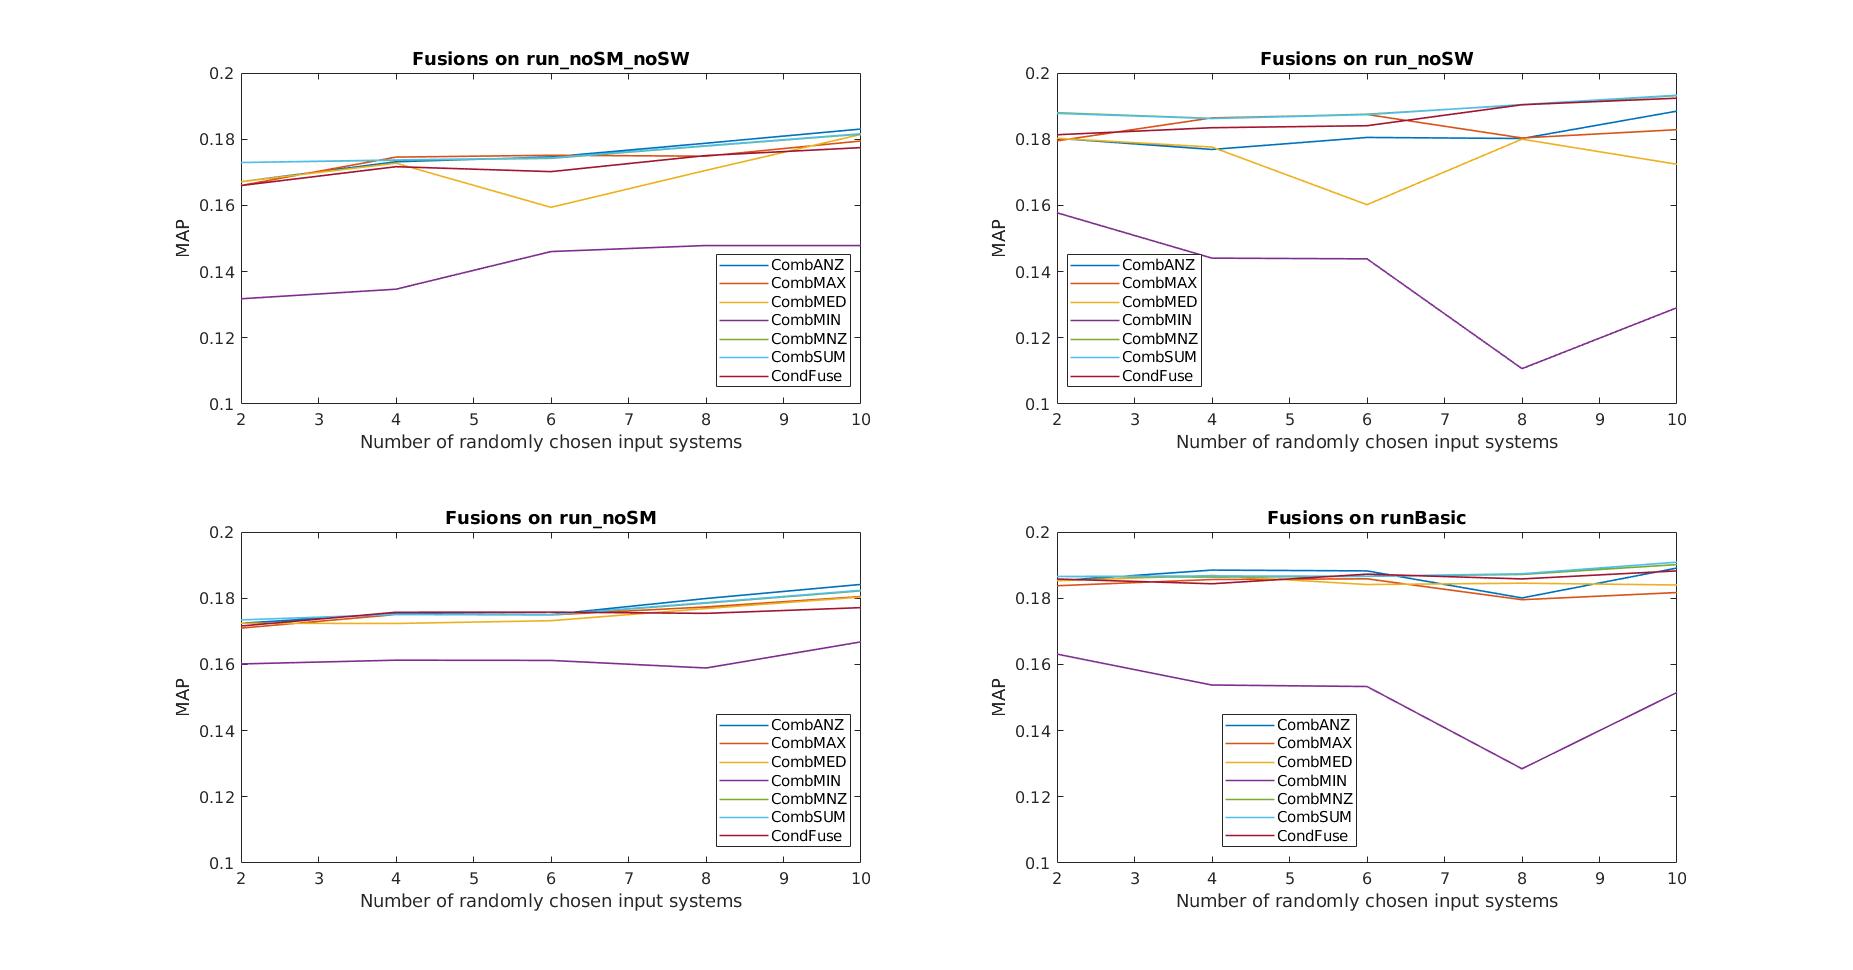 Fusions on run_noSM_noSW
0.2
0.18
0.16
0.14
0.12
0.1
MAP
CombANZ
CombMAX
CombMED
CombMIN
CombMNZ
CombSUM
CondFuse
2 3 4 5 6 7 8 9 10
Number of randomly chosen input systems
Fusions on run_noSW
0.2
0.18
0.16
0.14
0.12
0.1
MAP
CombANZ
CombMAX
CombMED
CombMIN
CombMNZ
CombSUM
CondFuse
2 3 4 5 6 7 8 9 10
Number of randomly chosen input systems
Fusions on run_noSM
0.2
0.18
0.16
0.14
0.12
0.1
MAP
CombANZ
CombMAX
CombMED
CombMIN
CombMNZ
CombSUM
CondFuse
2 3 4 5 6 7 8 9 10
Number of randomly chosen input systems
Fusions on runBasic
0.2
0.18
0.16
0.14
0.12
0.1
MAP
CombANZ
CombMAX
CombMED
CombMIN
CombMNZ
CombSUM
CondFuse
2 3 4 5 6 7 8 9 10
Number of randomly chosen input systems